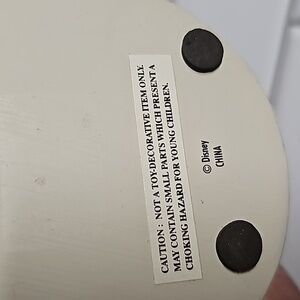 CAUTION : NOT A TOY-DECORATIVE ITEM ONLY.
MAY CONTAIN SMALL PARTS WHICH PRESENT A
CHOKING HAZARD FOR YOUNG CHILDREN.
© Disney
CHINA